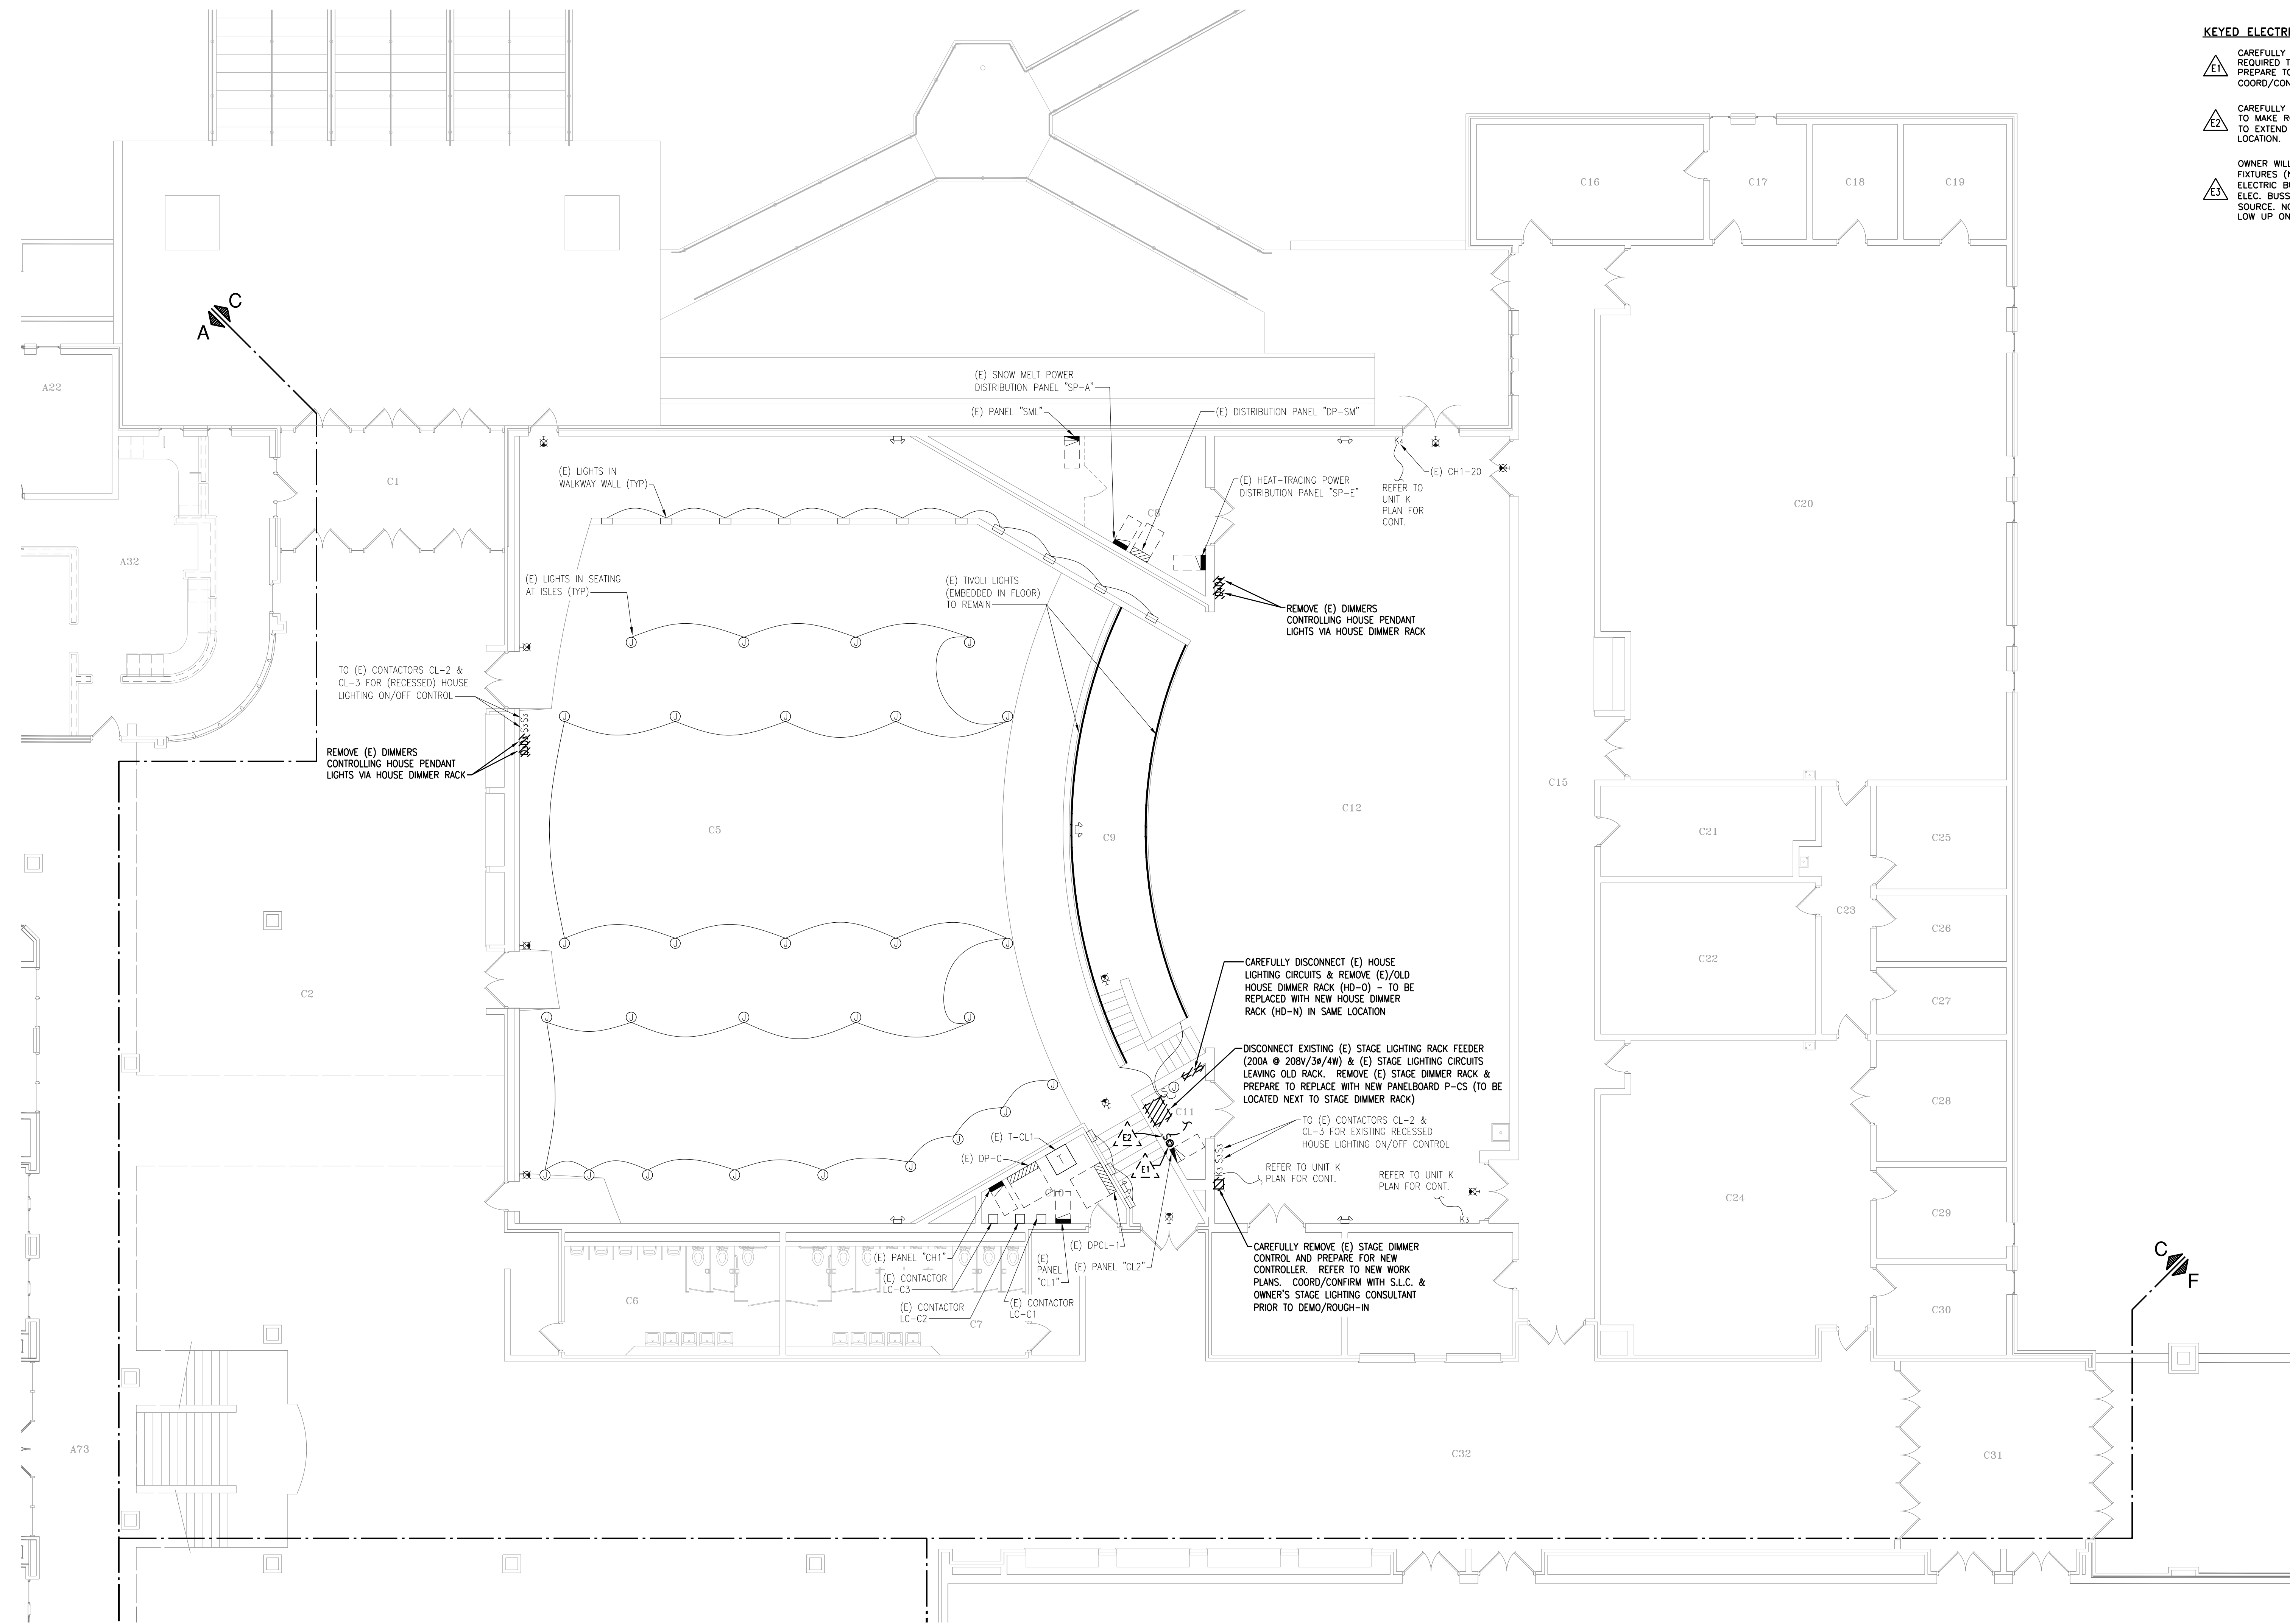 KEYED ELECTR
E1
CAREFULLY
REQUIRED T
PREPARE TO
COORD/CON
E2
CAREFULLY
TO MAKE R
TO EXTEND
LOCATION.
E3
OWNER WILL
FIXTURES (N
ELECTRIC B
ELEC. BUSS
SOURCE. NO
LOW UP ON
C16
C17
C18
C19
C
A
A22
(E) SNOW MELT POWER
DISTRIBUTION PANEL "SP-A"
(E) PANEL "SML"
(E) DISTRIBUTION PANEL "DP-SM"
K4
(E) CH1-20
(E) LIGHTS IN
WALKWAY WALL (TYP)
(E) HEAT-TRACING POWER
DISTRIBUTION PANEL "SP-E"
REFER TO
UNIT K
PLAN FOR
CONT.
C1
C8
C20
A32
(E) LIGHTS IN SEATING
AT ISLES (TYP)
(E) TIVOLI LIGHTS
(EMBEDDED IN FLOOR)
TO REMAIN
REMOVE (E) DIMMERS
CONTROLLING HOUSE PENDANT
LIGHTS VIA HOUSE DIMMER RACK
J J J J
TO (E) CONTACTORS CL-2 &
CL-3 FOR (RECESSED) HOUSE
LIGHTING ON/OFF CONTROL
S3S3
J J J J J
REMOVE (E) DIMMERS
CONTROLLING HOUSE PENDANT
LIGHTS VIA HOUSE DIMMER RACK
C15
C12
C5
C9
C21
C25
C23
C26
J J J J J
C22
C2
C27
CAREFULLY DISCONNECT (E) HOUSE
LIGHTING CIRCUITS & REMOVE (E)/OLD
HOUSE DIMMER RACK (HD-O) - TO BE
REPLACED WITH NEW HOUSE DIMMER
RACK (HD-N) IN SAME LOCATION
J J J J J
DISCONNECT EXISTING (E) STAGE LIGHTING RACK FEEDER
(200A @ 208V/3ø/4W) & (E) STAGE LIGHTING CIRCUITS
LEAVING OLD RACK. REMOVE (E) STAGE DIMMER RACK &
PREPARE TO REPLACE WITH NEW PANELBOARD P-CS (TO BE
LOCATED NEXT TO STAGE DIMMER RACK)
J
J
J
C28
C11
TO (E) CONTACTORS CL-2 &
CL-3 FOR EXISTING RECESSED
HOUSE LIGHTING ON/OFF CONTROL
E2
(E) T-CL1
J
(E) DP-C
T
E1
K3 S3S3
REFER TO UNIT K
PLAN FOR CONT.
REFER TO UNIT K
PLAN FOR CONT.
J J J J J J
C10
C24
C29
K3
(E) PANEL "CH1"
(E) DPCL-1
(E) PANEL "CL2"
(E)
PANEL
"CL1"
(E) CONTACTOR
LC-C3
(E) CONTACTOR
LC-C2
(E) CONTACTOR
LC-C1
CAREFULLY REMOVE (E) STAGE DIMMER
CONTROL AND PREPARE FOR NEW
CONTROLLER. REFER TO NEW WORK
PLANS. COORD/CONFIRM WITH S.L.C. &
OWNER'S STAGE LIGHTING CONSULTANT
PRIOR TO DEMO/ROUGH-IN
C6
C7
C30
C
F
A73
C32
C31